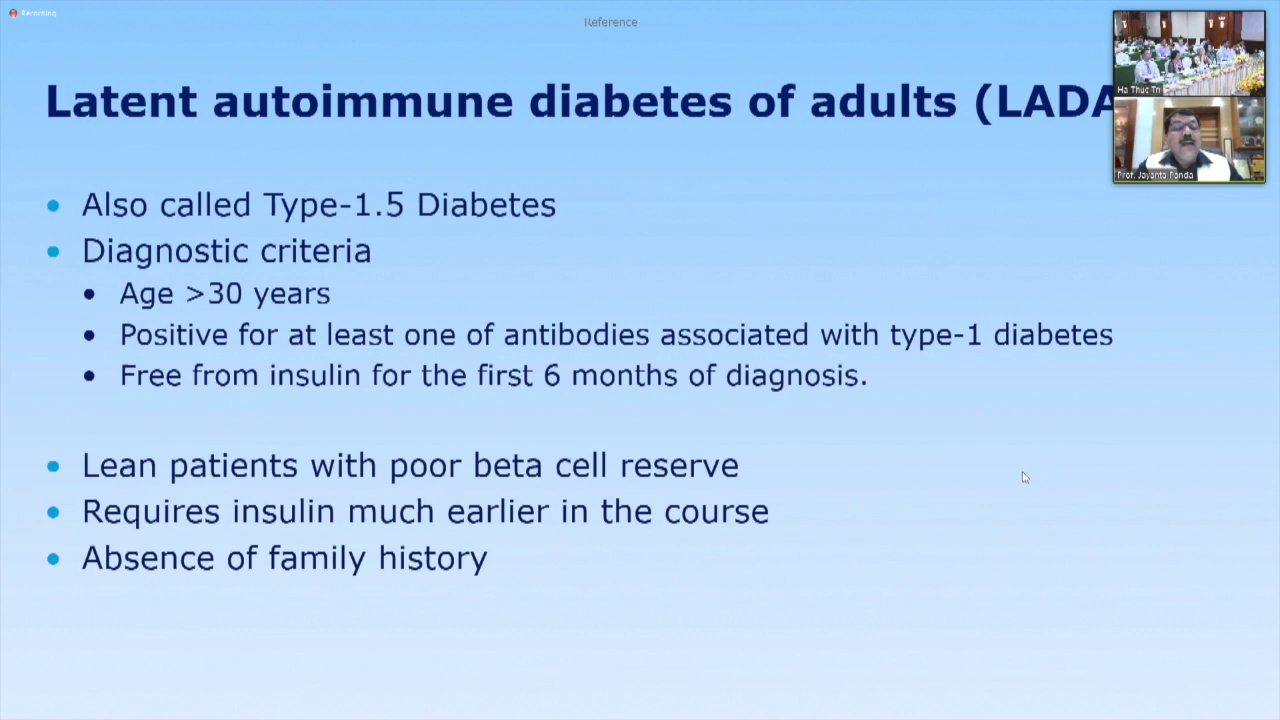 Recording
Reference
Latent autoimmune diabetes of adults (LADA
Ha Thuc Tri
Prof. Jayanta Panda
• Also called Type-1.5 Diabetes
• Diagnostic criteria
• Age >30 years
• Positive for at least one of antibodies associated with type-1 diabetes
• Free from insulin for the first 6 months of diagnosis.
• Lean patients with poor beta cell reserve
• Requires insulin much earlier in the course
• Absence of family history